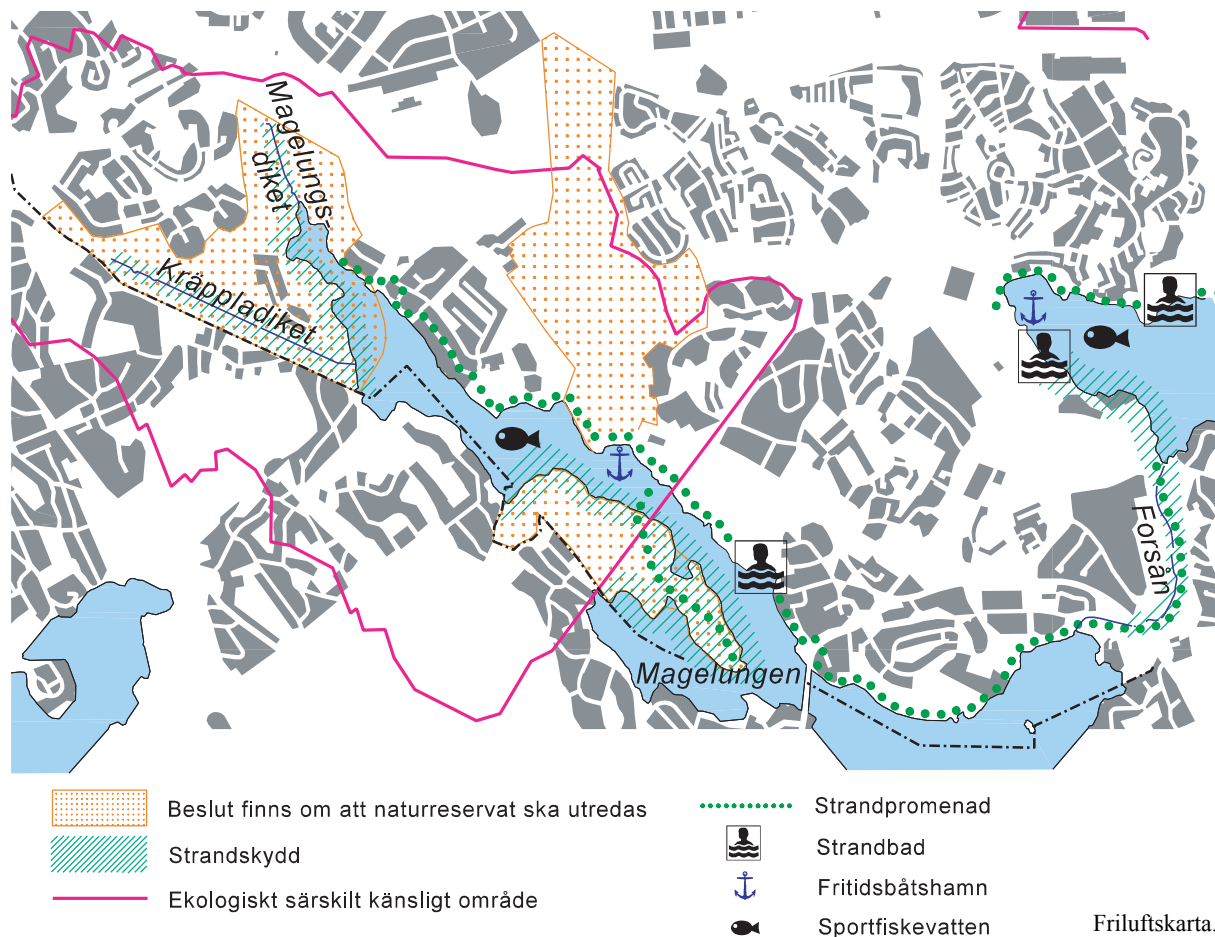 Magelungs-
diket
Kräppladiket
Forsån
Magelungen
Beslut finns om att naturreservat ska utredas
Strandskydd
Ekologiskt särskilt känsligt område
Strandpromenad
Strandbad
Fritidsbåtshamn
Sportfiskevatten
Friluftskarta.